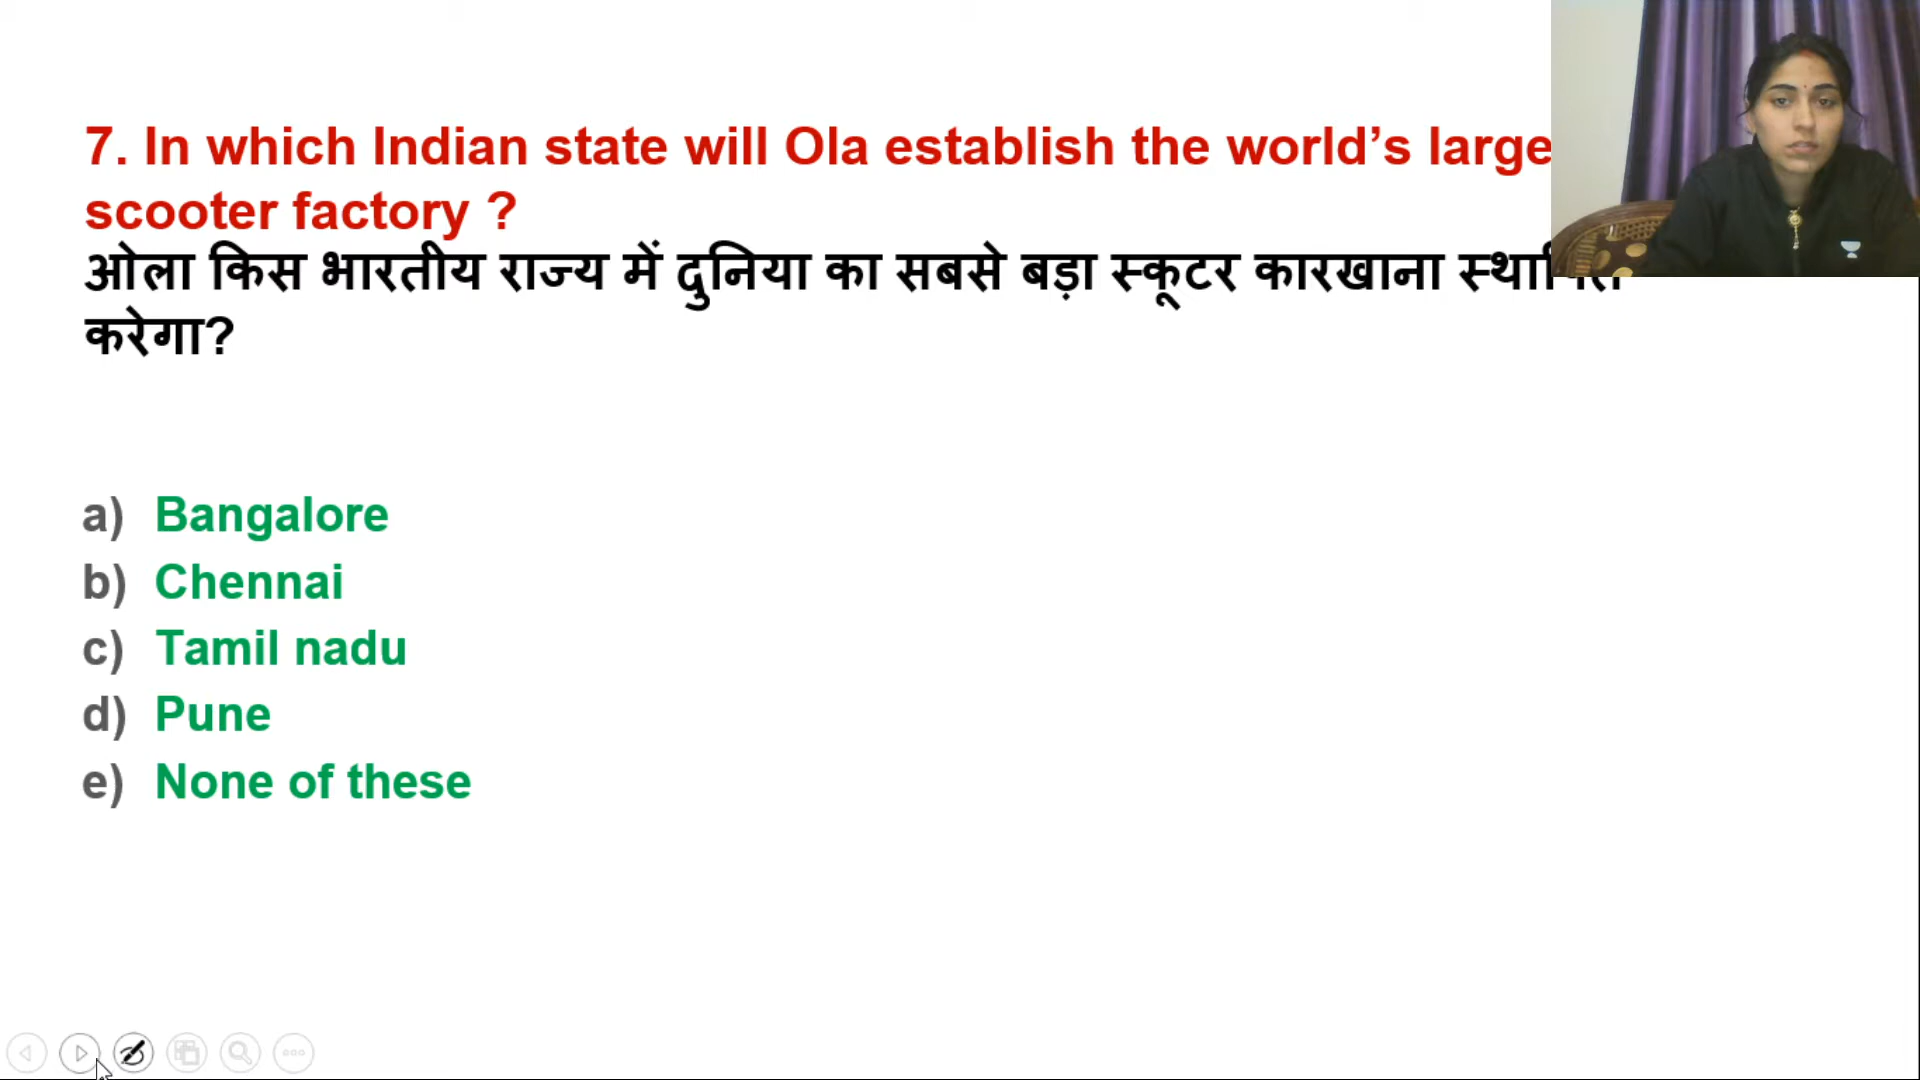 7. In which Indian state will Ola establish the world’s large
scooter factory ?
ओला किस भारतीय राज्य में दुनिया का सबसे बड़ा स्कूटर कारखाना
करेगा?
a) Bangalore
b) Chennai
c) Tamil nadu
d) Pune
e) None of these